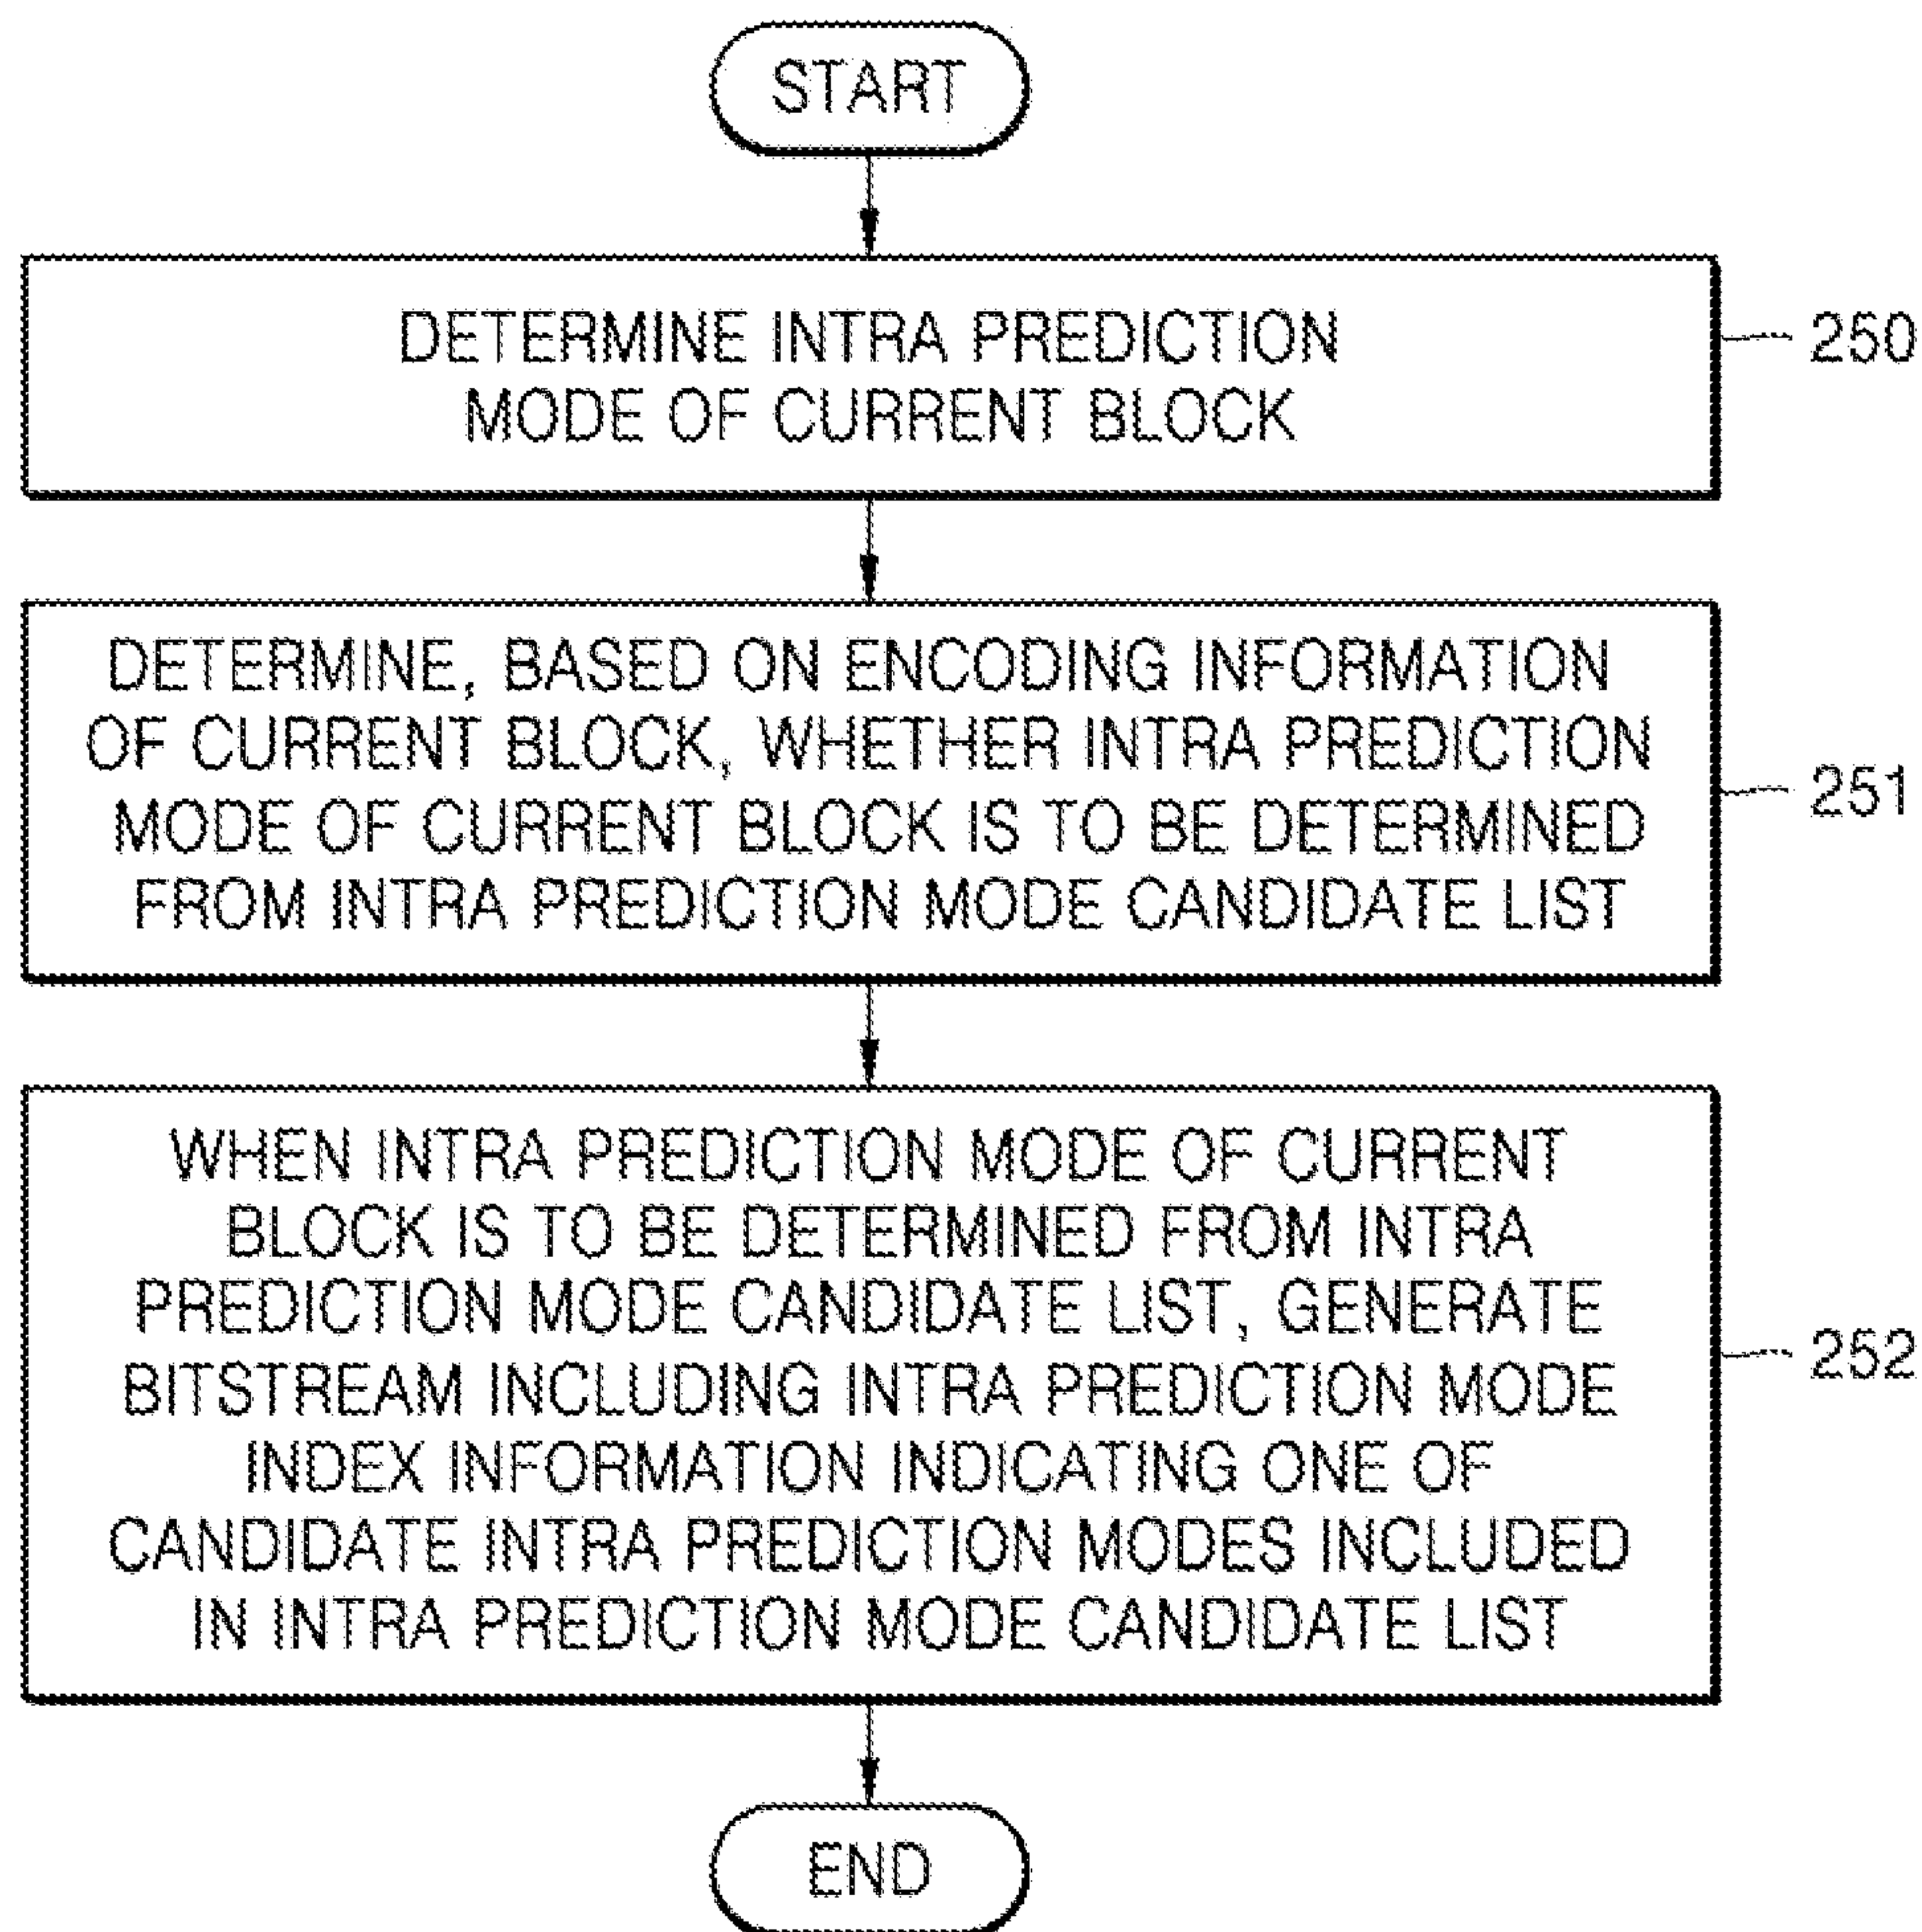 START
DETERMINE INTRA PREDICTION
MODE OF CURRENT BLOCK
250
DETERMINE, BASED ON ENCODING INFORMATION
OF CURRENT BLOCK, WHETHER INTRA PREDICTION
MODE OF CURRENT BLOCK IS TO BE DETERMINED
FROM INTRA PREDICTION MODE CANDIDATE LIST
251
WHEN INTRA PREDICTION MODE OF CURRENT
BLOCK IS TO BE DETERMINED FROM INTRA
PREDICTION MODE CANDIDATE LIST, GENERATE
BITSTREAM INCLUDING INTRA PREDICTION MODE
INDEX INFORMATION INDICATING ONE OF
CANDIDATE INTRA PREDICTION MODES INCLUDED
IN INTRA PREDICTION MODE CANDIDATE LIST
252
END